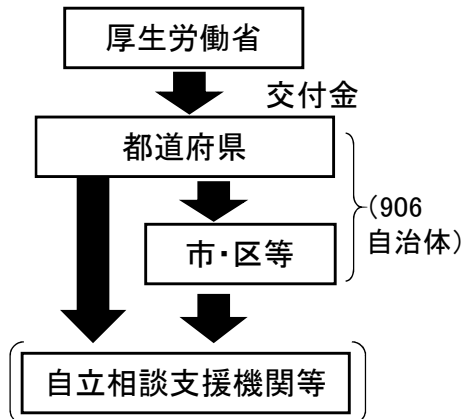 厚生労働省
交付金
都道府県
(906
自治体)
市・区等
自立相談支援機関等